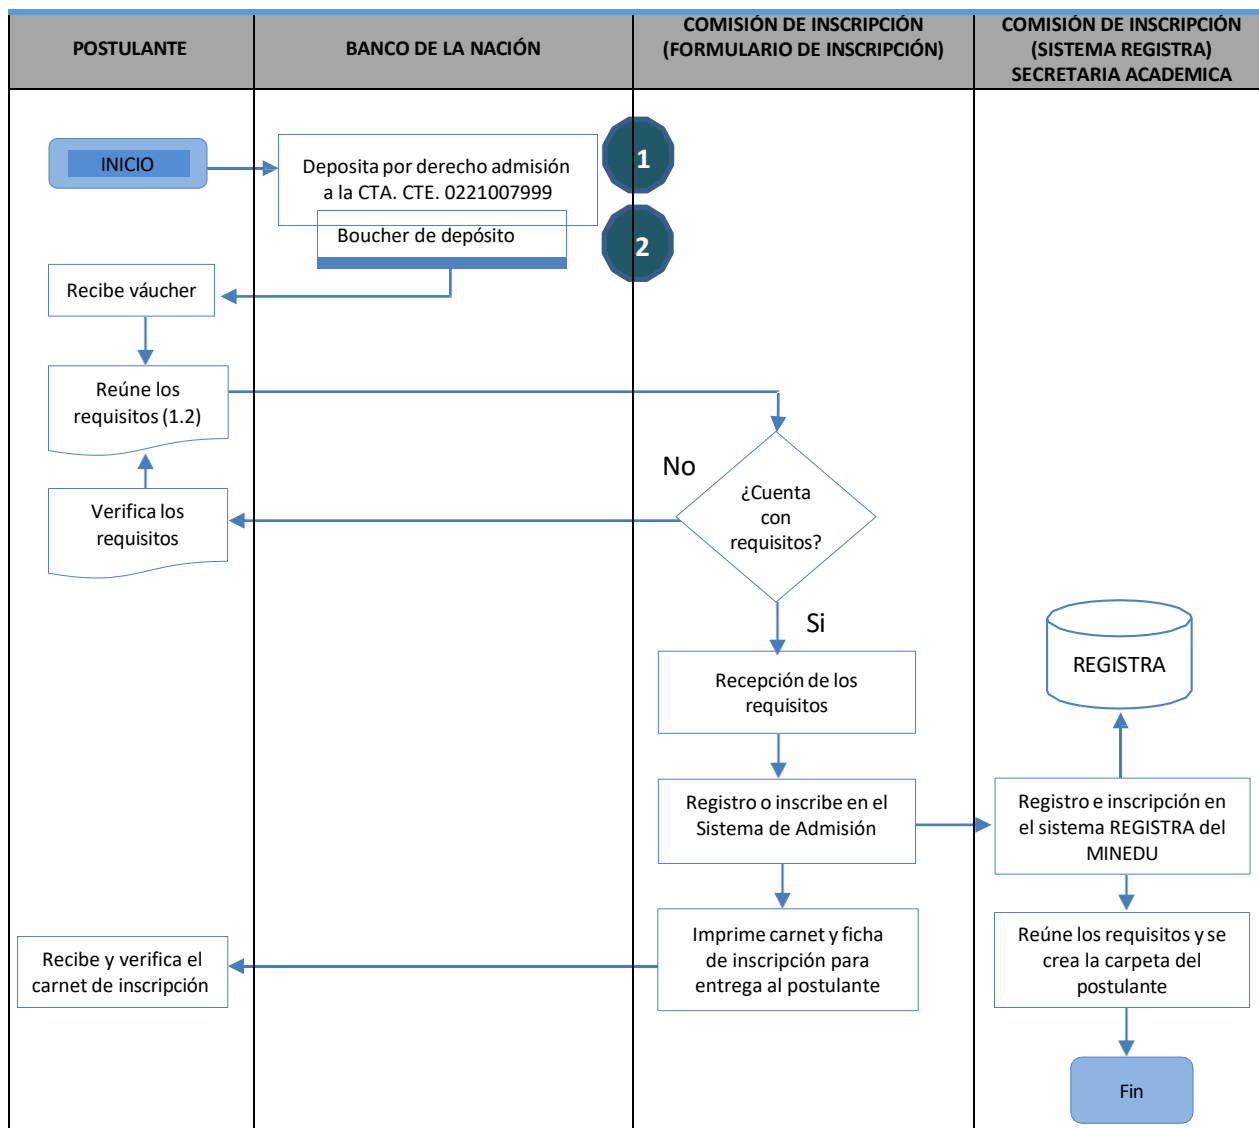 POSTULANTE
BANCO DE LA NACIÓN
COMISIÓN DE INSCRIPCIÓN
(FORMULARIO DE INSCRIPCIÓN)
COMISIÓN DE INSCRIPCIÓN
(SISTEMA REGISTRA)
SECRETARIA ACADEMICA
INICIO
Deposita por derecho admisión
a la CTA. CTE. 0221007999
1
Boucher de depósito
2
Recibe váucher
Reúne los
requisitos (1.2)
No
¿Cuenta
con
requisitos?
Verifica los
requisitos
Si
Recepción de los
requisitos
REGISTRA
Registro o inscribe en el
Sistema de Admisión
Registro e inscripción en
el sistema REGISTRA del
MINEDU
Imprime carnet y ficha
de inscripción para
entrega al postulante
Recibe y verifica el
carnet de inscripción
Reúne los requisitos y se
crea la carpeta del
postulante
Fin